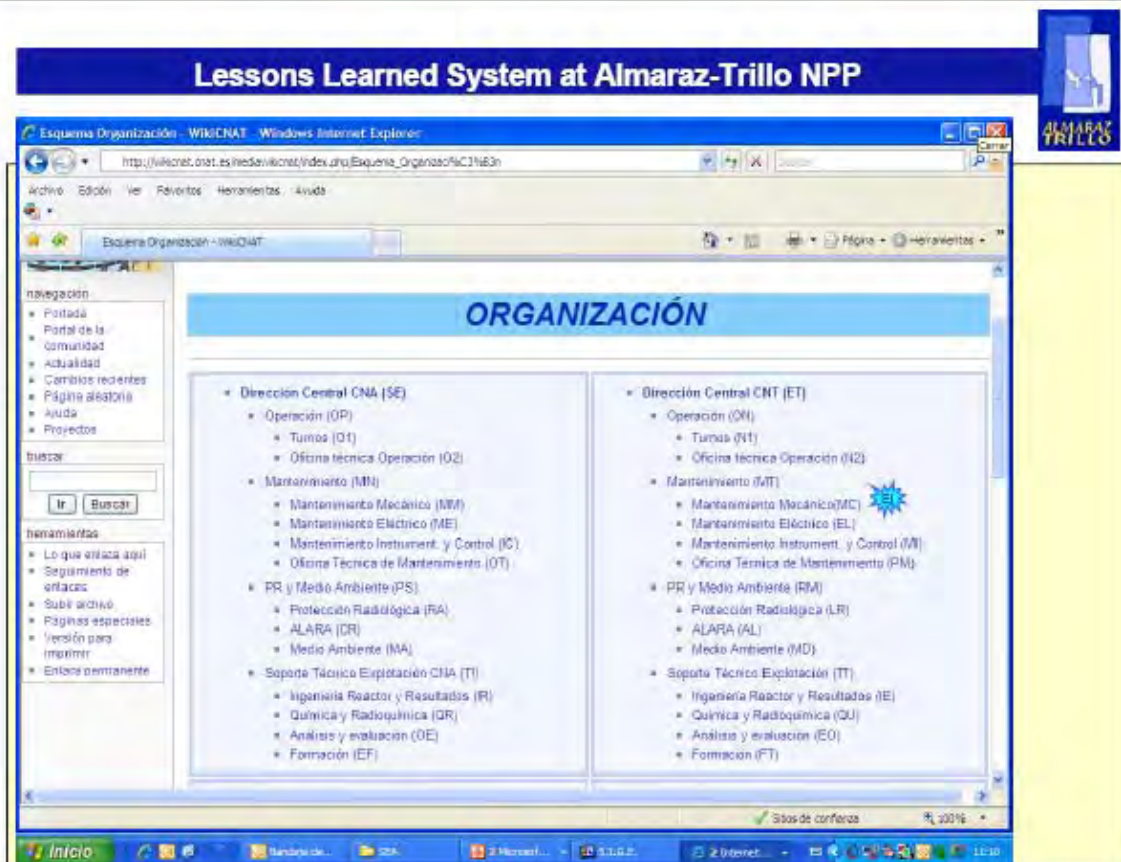 Lessons Learned System at Almaraz-Trillo NPP
ALMARAZ
TRILLO
Esquema Organización - WikiCNAT - Windows Internet Explorer
Cerrar
Archivo Edición Ver Favoritos Herramientas Ayuda
Esquema Organización - WikiCNAT
Página
Herramientas
navegación
Portada
Portal de la
comunidad
Actualidad
Cambios recientes
Página aleatoria
Ayuda
Proyectos
buscar
Ir Buscar
herramientas
Lo que enlaza aquí
Seguimiento de
enlaces
Subir archivo
Páginas especiales
Versión para
imprimir
Enlace permanente
ORGANIZACIÓN
Dirección Central CNA (SE)
Operación (OP)
Turnos (O1)
Oficina técnica Operación (O2)
Mantenimiento (MN)
Mantenimiento Mecánico (MM)
Mantenimiento Eléctrico (ME)
Mantenimiento Instrument. y Control (IC)
Oficina Técnica de Mantenimiento (OT)
PR y Medio Ambiente (PS)
Protección Radiológica (RA)
ALARA (CR)
Medio Ambiente (MA)
Soporte Técnico Explotación CNA (TI)
Ingeniería Reactor y Resultados (IR)
Química y Radioquímica (QR)
Análisis y evaluación (OE)
Formación (EF)
Dirección Central CNT (ET)
Operación (ON)
Turnos (N1)
Oficina técnica Operación (N2)
Mantenimiento (MT)
Mantenimiento Mecánico(MC)
Mantenimiento Eléctrico (EL)
Mantenimiento Instrument. y Control (MI)
Oficina Técnica de Mantenimiento (PM)
PR y Medio Ambiente (RM)
Protección Radiológica (LR)
ALARA (AL)
Medio Ambiente (MD)
Soporte Técnico Explotación (TT)
Ingeniería Reactor y Resultados (IE)
Química y Radioquímica (QU)
Análisis y evaluación (EO)
Formación (FT)
Sitios de confianza 100%
Inicio
11:10